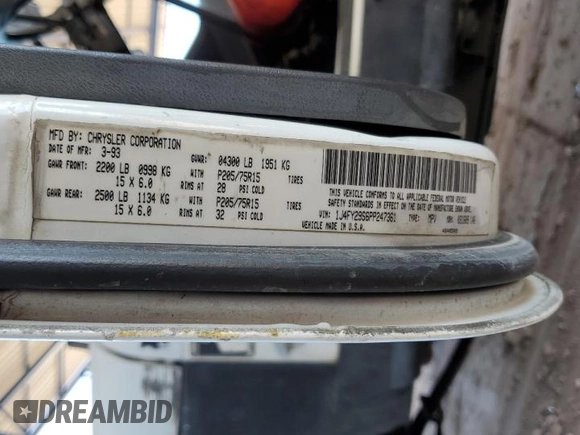 MFD BY: CHRYSLER CORPORATION
DATE OF MFR: 3-93 GVWR: 04300 LB 1951 KG
GAWR FRONT: 2200 LB 0998 KG WITH P205/75R15 TIRES
15 X 6.0 RIMS AT 28 PSI COLD
GAWR REAR: 2500 LB 1134 KG WITH P205/75R15 TIRES
15 X 6.0 RIMS AT 32 PSI COLD
THIS VEHICLE CONFORMS TO ALL APPLICABLE FEDERAL MOTOR VEHICLE
SAFETY STANDARDS IN EFFECT ON THE DATE OF MANUFACTURE SHOWN ABOVE.
VIN: 1J4FY29S6PP247361 TYPE: MPV MDH:
VEHICLE MADE IN U.S.A.
DREAMBID